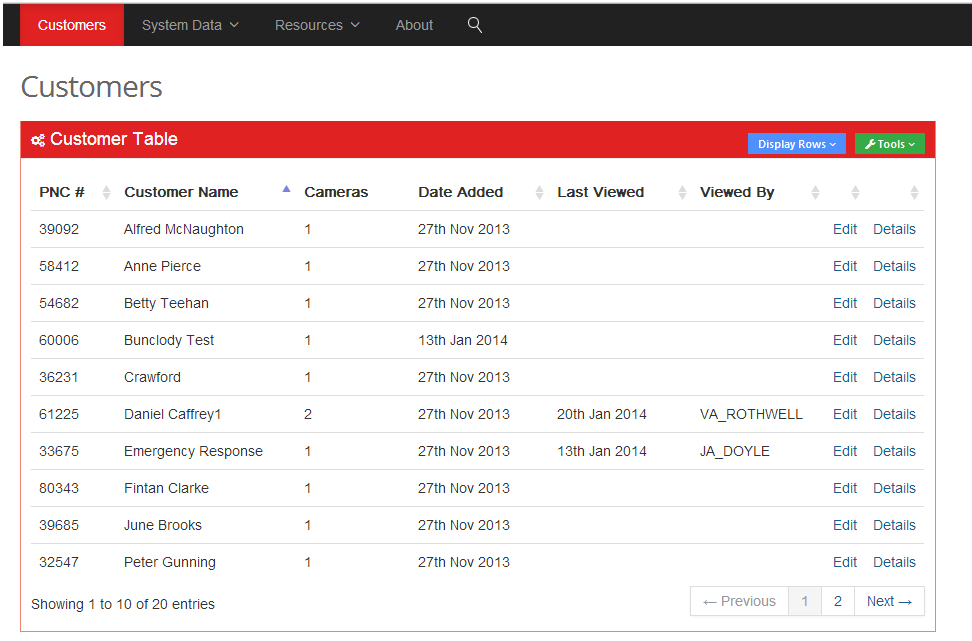 Customers System Data Resources About
Customers
Customer Table Display Rows Tools
PNC # Customer Name Cameras Date Added Last Viewed Viewed By
39092 Alfred McNaughton 1 27th Nov 2013 Edit Details
58412 Anne Pierce 1 27th Nov 2013 Edit Details
54682 Betty Teehan 1 27th Nov 2013 Edit Details
60006 Bunclody Test 1 13th Jan 2014 Edit Details
36231 Crawford 1 27th Nov 2013 Edit Details
61225 Daniel Caffrey1 2 27th Nov 2013 20th Jan 2014 VA_ROTHWELL Edit Details
33675 Emergency Response 1 27th Nov 2013 13th Jan 2014 JA_DOYLE Edit Details
80343 Fintan Clarke 1 27th Nov 2013 Edit Details
39685 June Brooks 1 27th Nov 2013 Edit Details
32547 Peter Gunning 1 27th Nov 2013 Edit Details
Showing 1 to 10 of 20 entries ← Previous 1 2 Next →